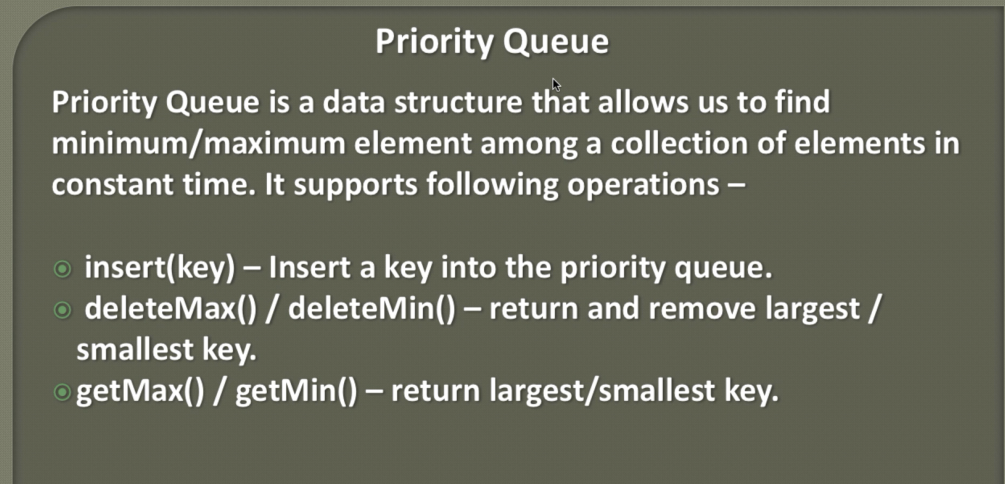 Priority Queue
Priority Queue is a data structure that allows us to find
minimum/maximum element among a collection of elements in
constant time. It supports following operations –
insert(key) – Insert a key into the priority queue.
deleteMax() / deleteMin() – return and remove largest /
smallest key.
getMax() / getMin() – return largest/smallest key.